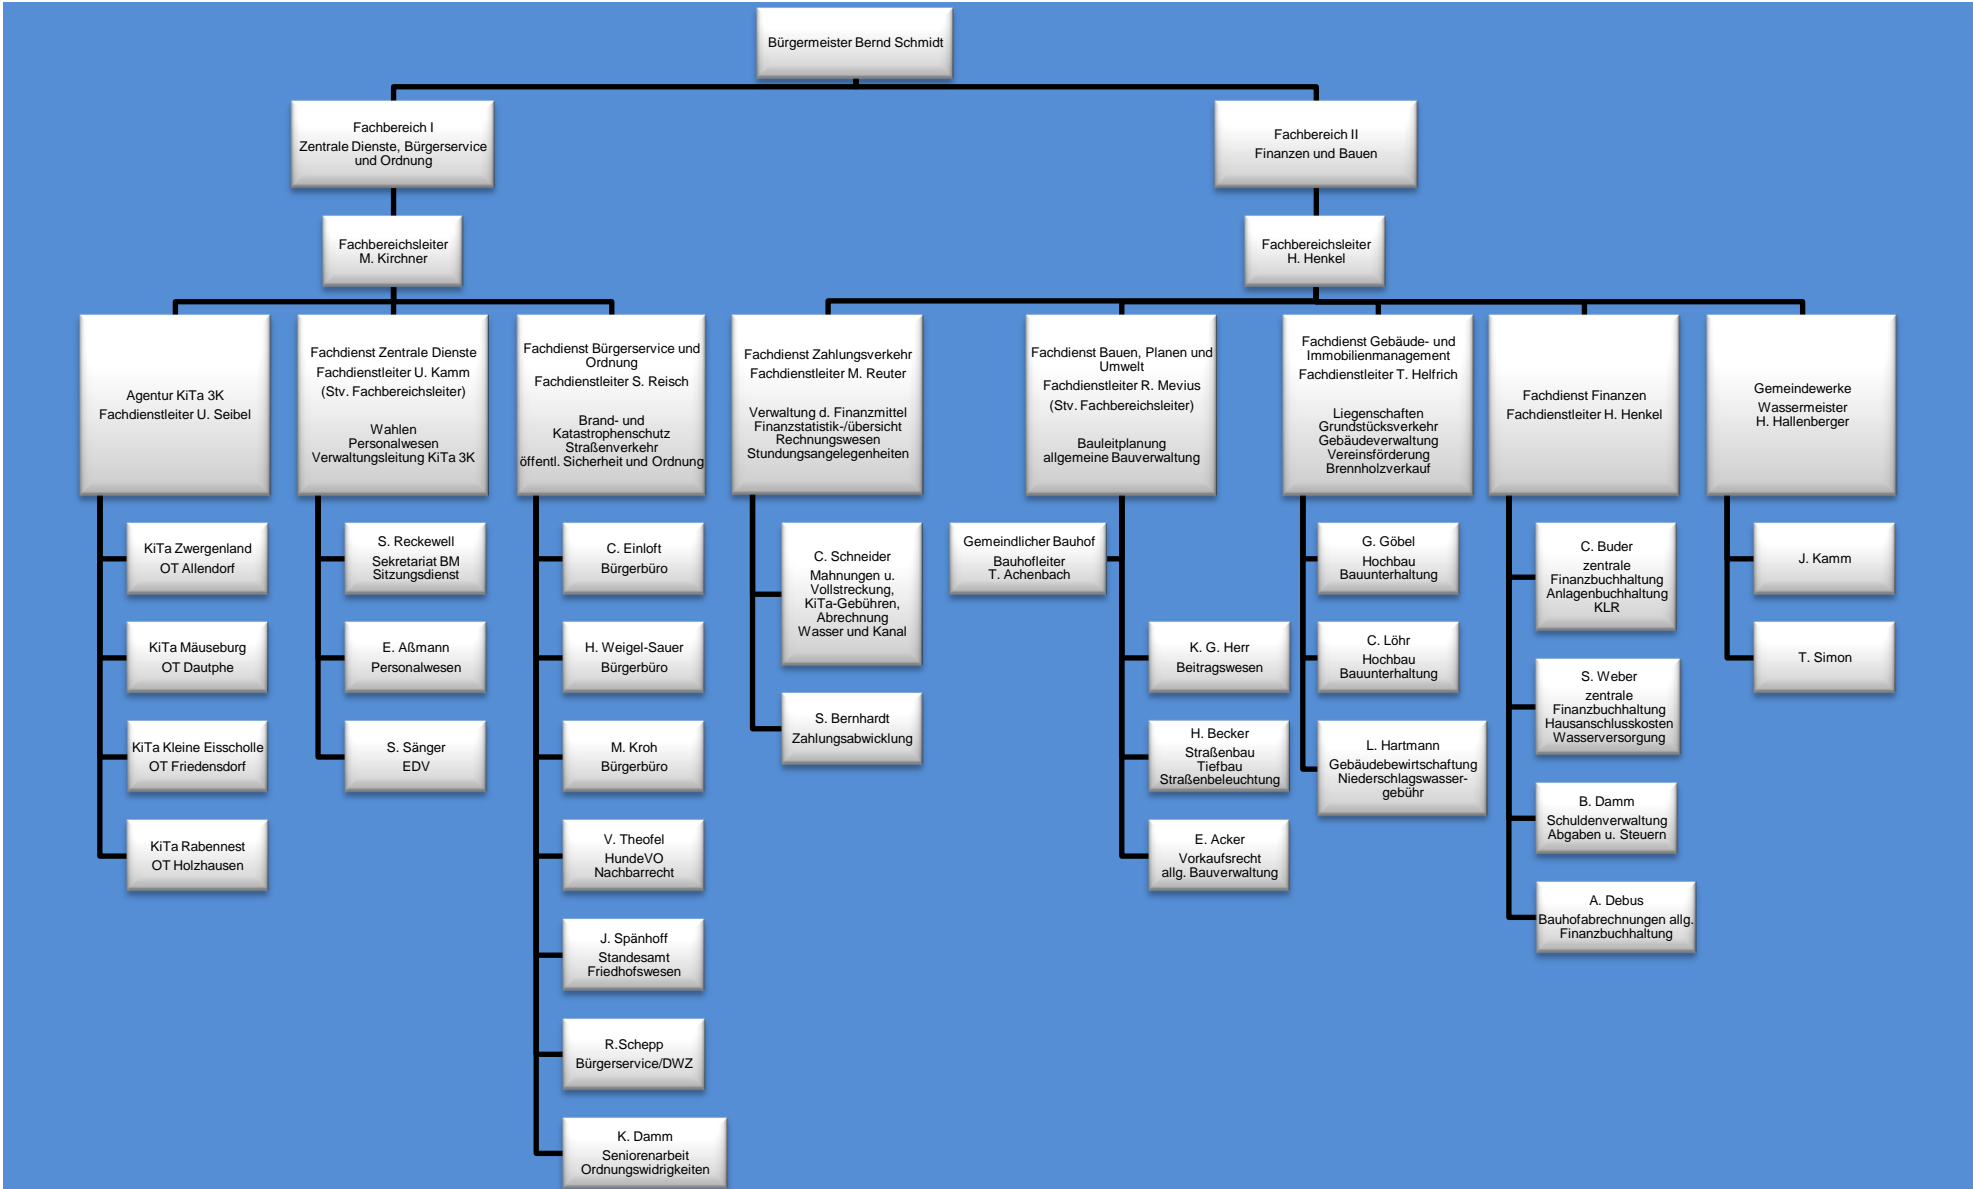 Bürgermeister Bernd Schmidt
Fachbereich I
Zentrale Dienste, Bürgerservice
und Ordnung
Fachbereich II
Finanzen und Bauen
Fachbereichsleiter
M. Kirchner
Fachbereichsleiter
H. Henkel
Agentur KiTa 3K
Fachdienstleiter U. Seibel
Fachdienst Zentrale Dienste
Fachdienstleiter U. Kamm
(Stv. Fachbereichsleiter)
Wahlen
Personalwesen
Verwaltungsleitung KiTa 3K
Fachdienst Bürgerservice und
Ordnung
Fachdienstleiter S. Reisch
Brand- und
Katastrophenschutz
Straßenverkehr
öffentl. Sicherheit und Ordnung
Fachdienst Zahlungsverkehr
Fachdienstleiter M. Reuter
Verwaltung d. Finanzmittel
Finanzstatistik-/übersicht
Rechnungswesen
Stundungsangelegenheiten
Fachdienst Bauen, Planen und
Umwelt
Fachdienstleiter R. Mevius
(Stv. Fachbereichsleiter)
Bauleitplanung
allgemeine Bauverwaltung
Fachdienst Gebäude- und
Immobilienmanagement
Fachdienstleiter T. Helfrich
Liegenschaften
Grundstücksverkehr
Gebäudeverwaltung
Vereinsförderung
Brennholzverkauf
Fachdienst Finanzen
Fachdienstleiter H. Henkel
Gemeindewerke
Wassermeister
H. Hallenberger
KiTa Zwergenland
OT Allendorf
KiTa Mäuseburg
OT Dautphe
KiTa Kleine Eisscholle
OT Friedensdorf
KiTa Rabennest
OT Holzhausen
S. Reckewell
Sekretariat BM
Sitzungsdienst
E. Aßmann
Personalwesen
S. Sänger
EDV
C. Einloft
Bürgerbüro
H. Weigel-Sauer
Bürgerbüro
M. Kroh
Bürgerbüro
V. Theofel
HundeVO
Nachbarrecht
J. Spänhoff
Standesamt
Friedhofswesen
R.Schepp
Bürgerservice/DWZ
K. Damm
Seniorenarbeit
Ordnungswidrigkeiten
C. Schneider
Mahnungen u.
Vollstreckung,
KiTa-Gebühren,
Abrechnung
Wasser und Kanal
S. Bernhardt
Zahlungsabwicklung
Gemeindlicher Bauhof
Bauhofleiter
T. Achenbach
K. G. Herr
Beitragswesen
H. Becker
Straßenbau
Tiefbau
Straßenbeleuchtung
E. Acker
Vorkaufsrecht
allg. Bauverwaltung
G. Göbel
Hochbau
Bauunterhaltung
C. Löhr
Hochbau
Bauunterhaltung
L. Hartmann
Gebäudebewirtschaftung
Niederschlagswasser-
gebühr
C. Buder
zentrale
Finanzbuchhaltung
Anlagenbuchhaltung
KLR
S. Weber
zentrale
Finanzbuchhaltung
Hausanschlusskosten
Wasserversorgung
B. Damm
Schuldenverwaltung
Abgaben u. Steuern
A. Debus
Bauhofabrechnungen allg.
Finanzbuchhaltung
J. Kamm
T. Simon